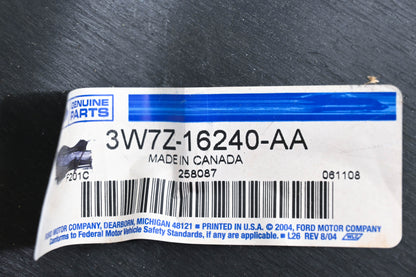 GENUINE
PARTS
3W7Z-16240-AA
MADE IN CANADA
F201C 258087 061108
FORD MOTOR COMPANY, DEARBORN, MICHIGAN 48121 ■ PRINTED IN U.S.A. © 2004, FORD MOTOR COMPANY
Conforms to Federal Motor Vehicle Safety Standards, if any are applicable. ■ L26 REV 8/04